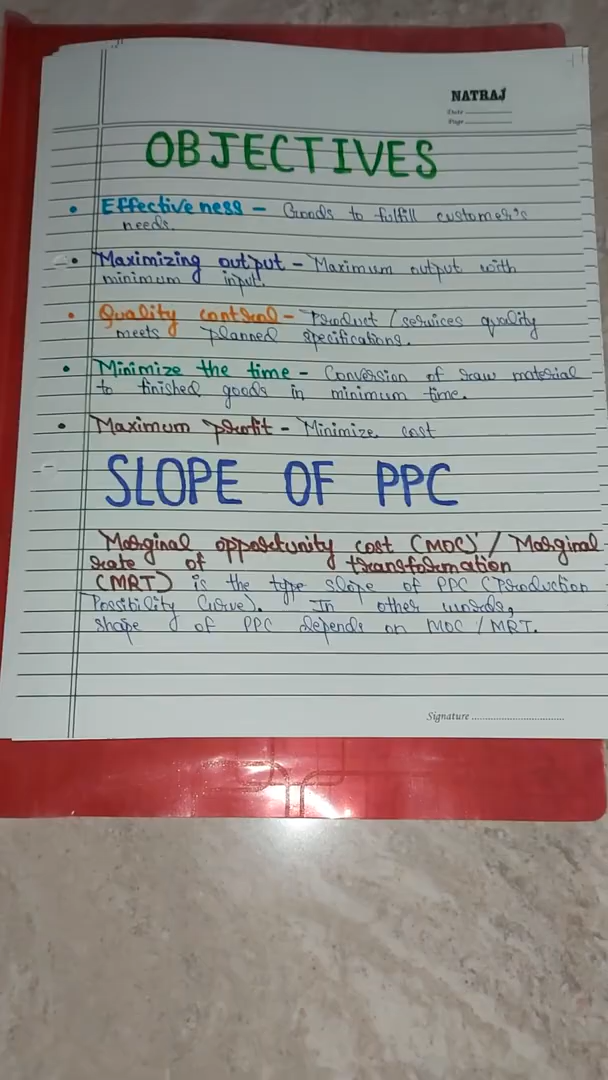 NATRAJ
Date
Page
OBJECTIVES
• Effectiveness - Goods to fulfill customer's
needs.
• Maximizing output - Maximum output with
minimum input.
• Quality control - Product / services quality
meets planned specifications.
• Minimize the time - Conversion of raw material
to finished goods in minimum time.
• Maximum profit - Minimize cost
SLOPE OF PPC
Marginal opportunity cost (MOC) / Marginal
rate of transformation
(MRT) is the type slope of PPC (Production
Possibility Curve). In other words,
shape of PPC depends on MOC / MRT.
Signature